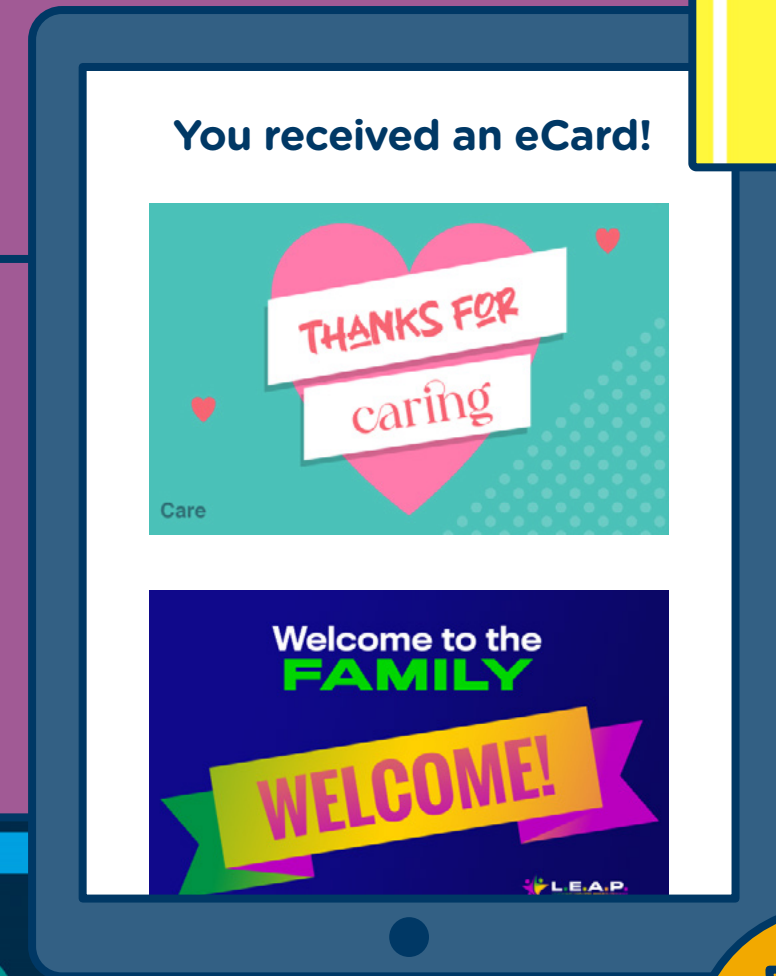 You received an eCard!
THANKS FOR
caring
Care
Welcome to the
FAMILY
WELCOME!
L.E.A.P.